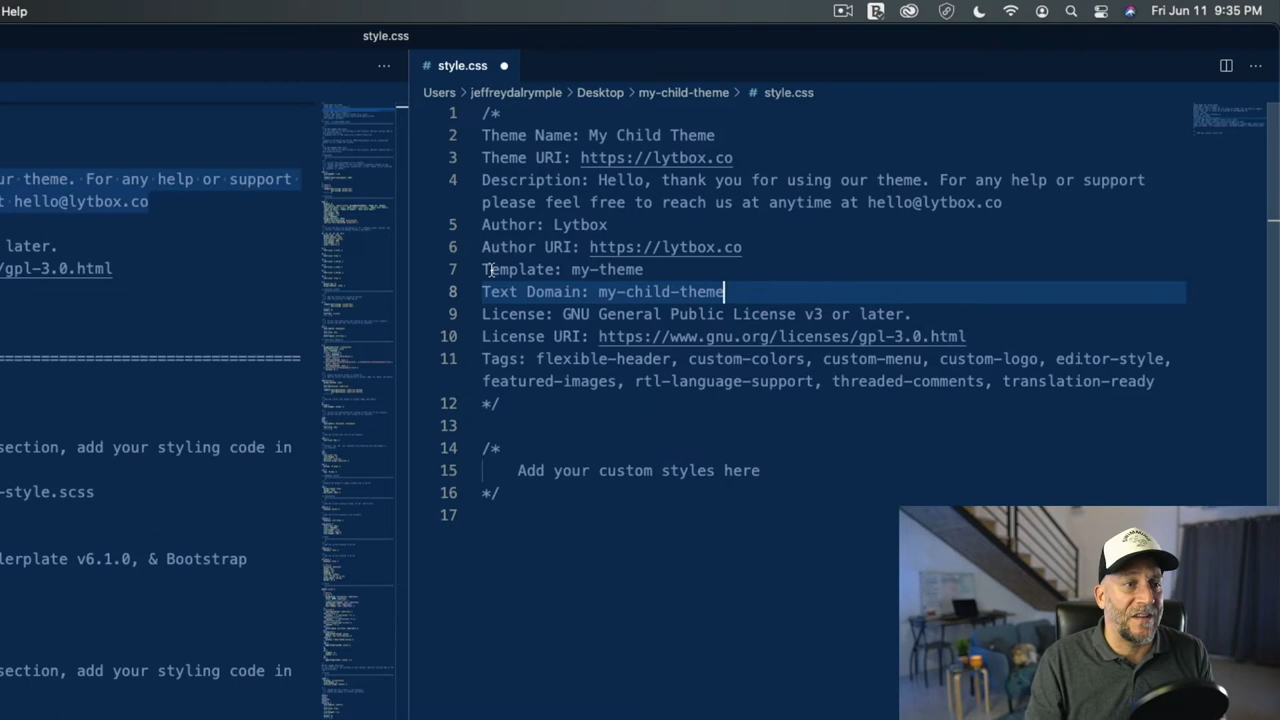 Help
Fri Jun 11 9:35 PM
style.css
# style.css
Users > jeffreydalrymple > Desktop > my-child-theme > # style.css
ur theme. For any help or support
t hello@lytbox.co
later.
/gpl-3.0.html
====================================
section, add your styling code in
-style.scss
lerplate v6.1.0, & Bootstrap
section, add your styling code in
1 /*
2 Theme Name: My Child Theme
3 Theme URI: https://lytbox.co
4 Description: Hello, thank you for using our theme. For any help or support
please feel free to reach us at anytime at hello@lytbox.co
5 Author: Lytbox
6 Author URI: https://lytbox.co
7 Template: my-theme
8 Text Domain: my-child-theme
9 License: GNU General Public License v3 or later.
10 License URI: https://www.gnu.org/licenses/gpl-3.0.html
11 Tags: flexible-header, custom-colors, custom-menu, custom-logo, editor-style,
featured-images, rtl-language-support, threaded-comments, translation-ready
12 */
13
14 /*
15 Add your custom styles here
16 */
17